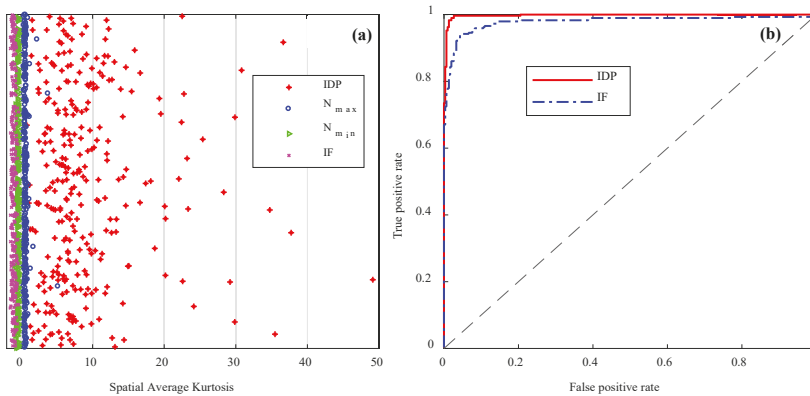 (a)
IDP
N max
N min
IF
0 10 20 30 40 50
Spatial Average Kurtosis
1
0.8
0.6
0.4
0.2
0
True positive rate
(b)
IDP
IF
0 0.2 0.4 0.6 0.8
False positive rate